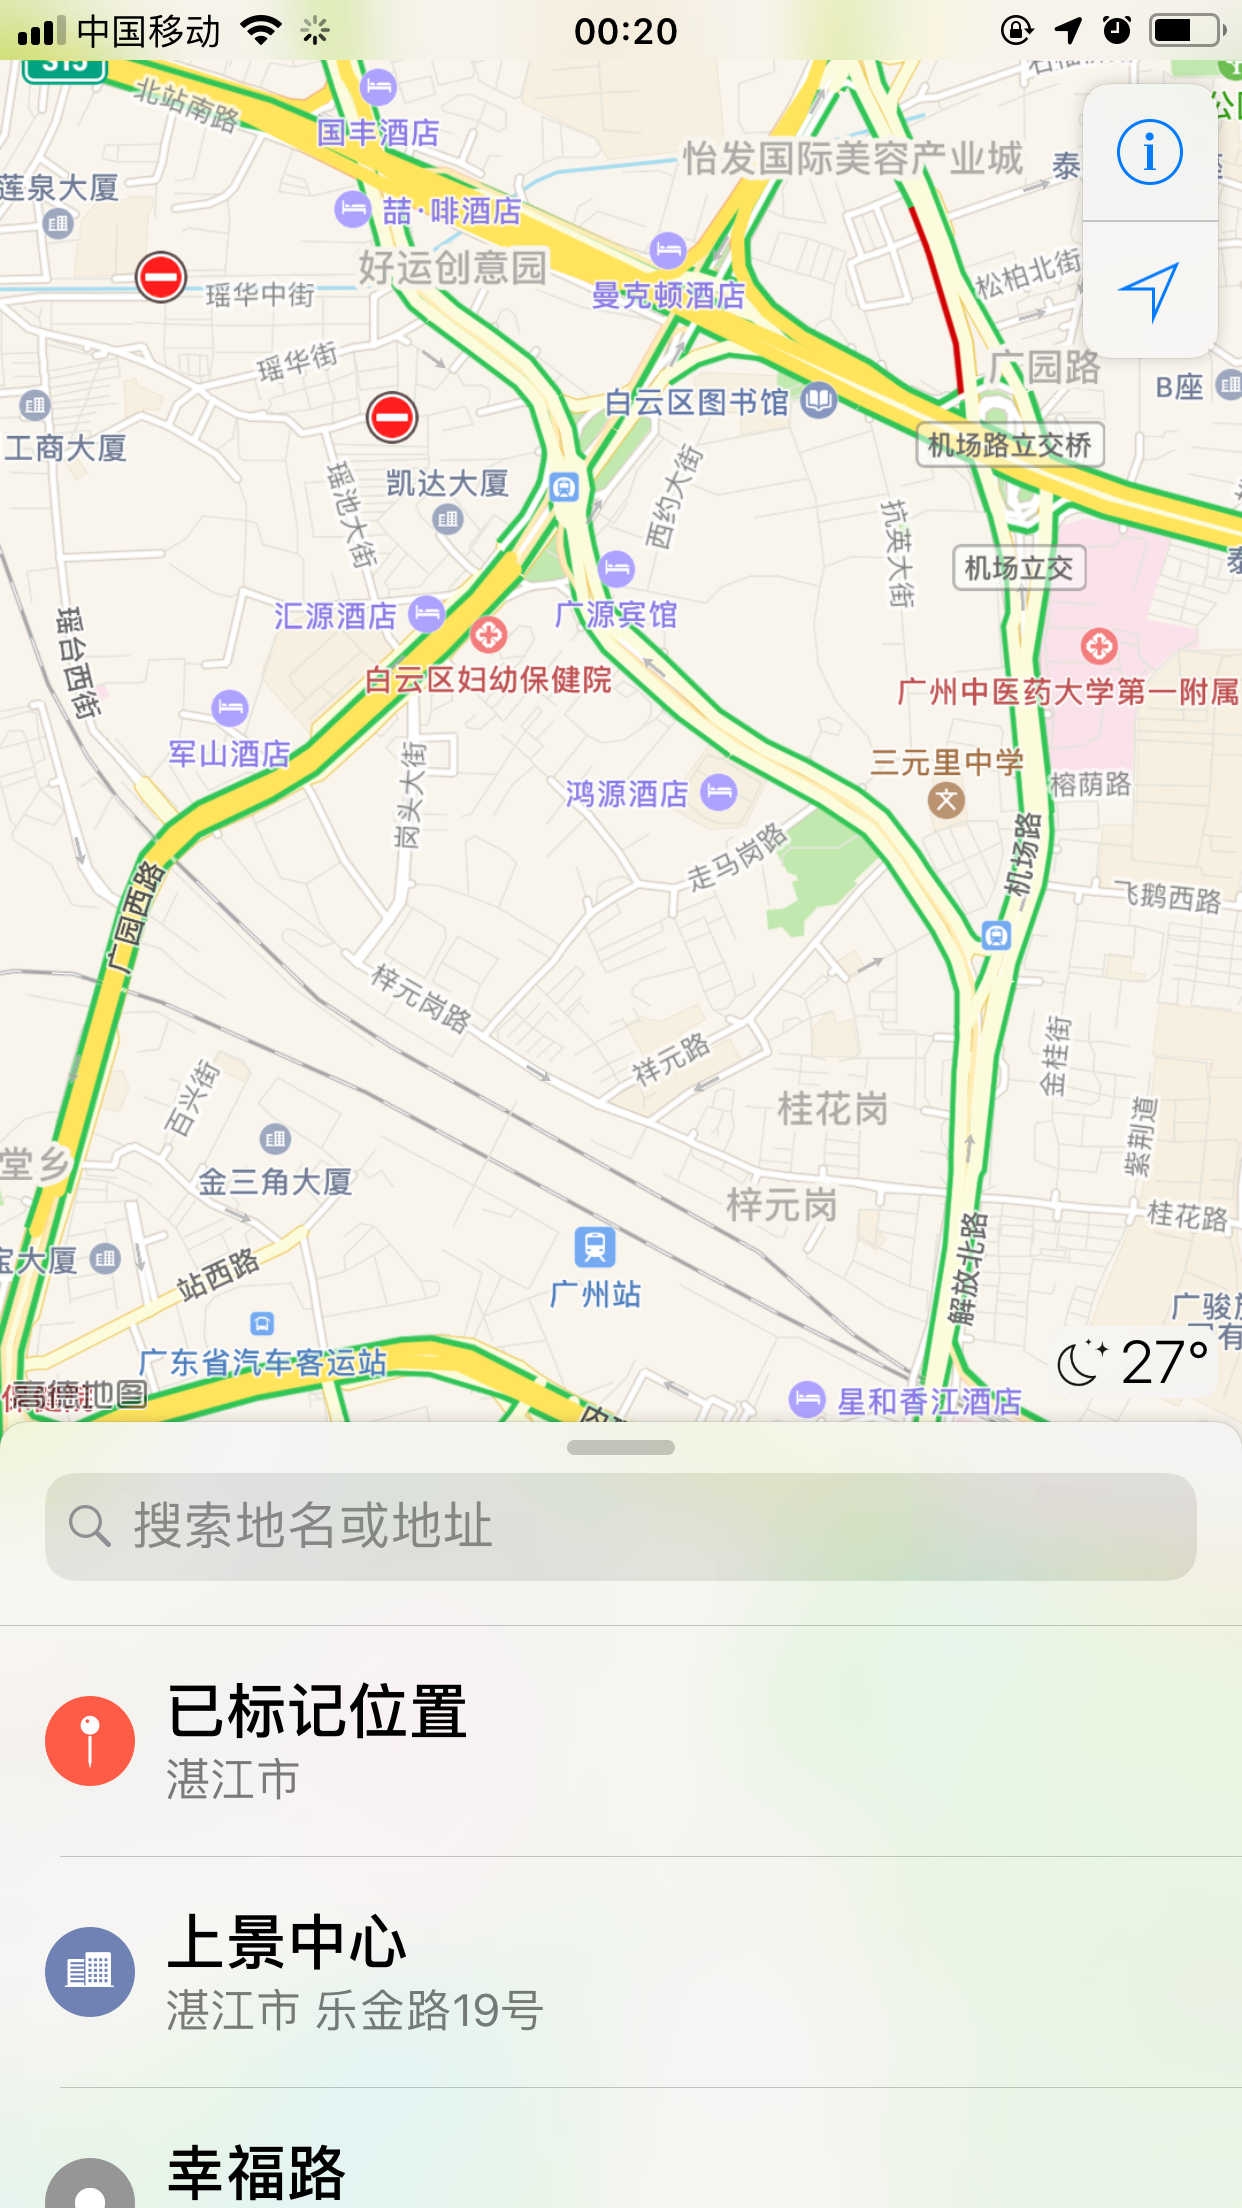 中国移动
00:20
北站南路
国丰酒店
怡发国际美容产业城
莲泉大厦
喆·啡酒店
好运创意园
曼克顿酒店
松柏北街
瑶华中街
瑶华街
广园路
白云区图书馆
B座
工商大厦
机场路立交桥
凯达大厦
瑶池大街
西约大街
抗英大街
机场立交
汇源酒店
广源宾馆
瑶台西街
白云区妇幼保健院
广州中医药大学第一附属
军山酒店
三元里中学
鸿源酒店
榕荫路
岗头大街
走马岗路
机场路
飞鹅西路
广园西路
梓元岗路
祥元路
金桂街
百兴街
桂花岗
紫荆道
堂乡
金三角大厦
梓元岗
桂花路
宝大厦
站西路
广州站
解放北路
广东省汽车客运站
27°
高德地图
星和香江酒店
搜索地名或地址
已标记位置
湛江市
上景中心
湛江市 乐金路19号
幸福路